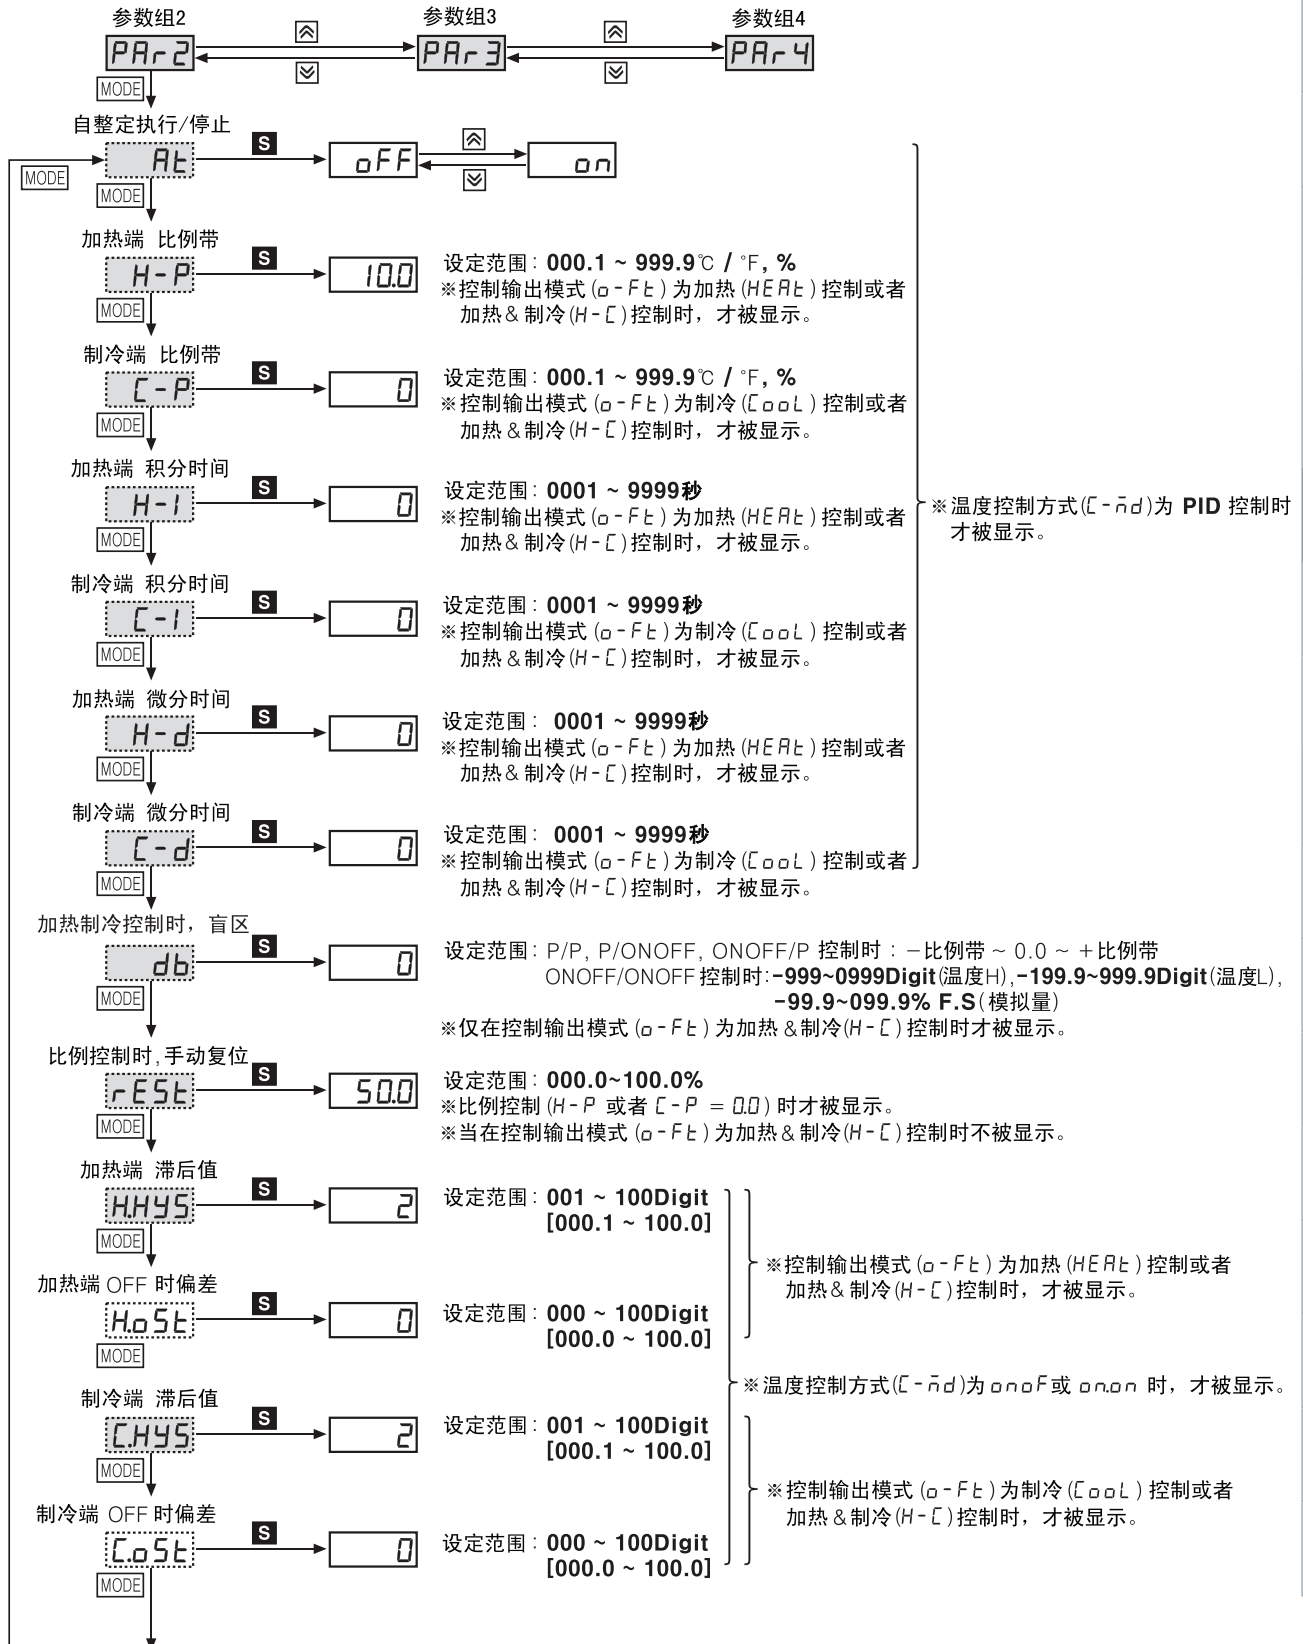 参数组2 参数组3 参数组4
PAr2 PAr3 PAr4
MODE
自整定执行/停止
MODE At S oFF on
MODE
加热端 比例带
H-P S 10.0 设定范围: 000.1 ~ 999.9℃ / °F, %
MODE ※控制输出模式(o-Ft)为加热(HEAt)控制或者
加热&制冷(H-C)控制时，才被显示。
制冷端 比例带
C-P S 0 设定范围: 000.1 ~ 999.9℃ / °F, %
MODE ※控制输出模式(o-Ft)为制冷(CooL)控制或者
加热&制冷(H-C)控制时，才被显示。
加热端 积分时间
H-I S 0 设定范围: 0001 ~ 9999秒
MODE ※控制输出模式(o-Ft)为加热(HEAt)控制或者
加热&制冷(H-C)控制时，才被显示。
※温度控制方式(C-n̄d)为 PID 控制时
才被显示。
制冷端 积分时间
C-I S 0 设定范围: 0001 ~ 9999秒
MODE ※控制输出模式(o-Ft)为制冷(CooL)控制或者
加热&制冷(H-C)控制时，才被显示。
加热端 微分时间
H-d S 0 设定范围: 0001 ~ 9999秒
MODE ※控制输出模式(o-Ft)为加热(HEAt)控制或者
加热&制冷(H-C)控制时，才被显示。
制冷端 微分时间
C-d S 0 设定范围: 0001 ~ 9999秒
MODE ※控制输出模式(o-Ft)为制冷(CooL)控制或者
加热&制冷(H-C)控制时，才被显示。
加热制冷控制时，盲区
db S 0 设定范围: P/P, P/ONOFF, ONOFF/P 控制时 : －比例带 ~ 0.0 ~ ＋比例带
ONOFF/ONOFF控制时:-999~0999Digit(温度H),-199.9~999.9Digit(温度L),
MODE -99.9~099.9% F.S(模拟量)
※仅在控制输出模式(o-Ft)为加热&制冷(H-C)控制时才被显示。
比例控制时,手动复位
rESt S 50.0 设定范围: 000.0~100.0%
※比例控制(H-P 或者 C-P = 0.0)时才被显示。
MODE ※当在控制输出模式(o-Ft)为加热&制冷(H-C)控制时不被显示。
加热端 滞后值
H.HYS S 2 设定范围: 001 ~ 100Digit
[000.1 ~ 100.0]
MODE
※控制输出模式(o-Ft)为加热(HEAt)控制或者
加热&制冷(H-C)控制时，才被显示。
加热端 OFF 时偏差
H.oSt S 0 设定范围: 000 ~ 100Digit
[000.0 ~ 100.0]
MODE
※温度控制方式(C-n̄d)为onoF或 on.on 时，才被显示。
制冷端 滞后值
C.HYS S 2 设定范围: 001 ~ 100Digit
[000.1 ~ 100.0]
MODE
※控制输出模式(o-Ft)为制冷(CooL)控制或者
加热&制冷(H-C)控制时，才被显示。
制冷端 OFF时偏差
C.oSt S 0 设定范围: 000 ~ 100Digit
[000.0 ~ 100.0]
MODE